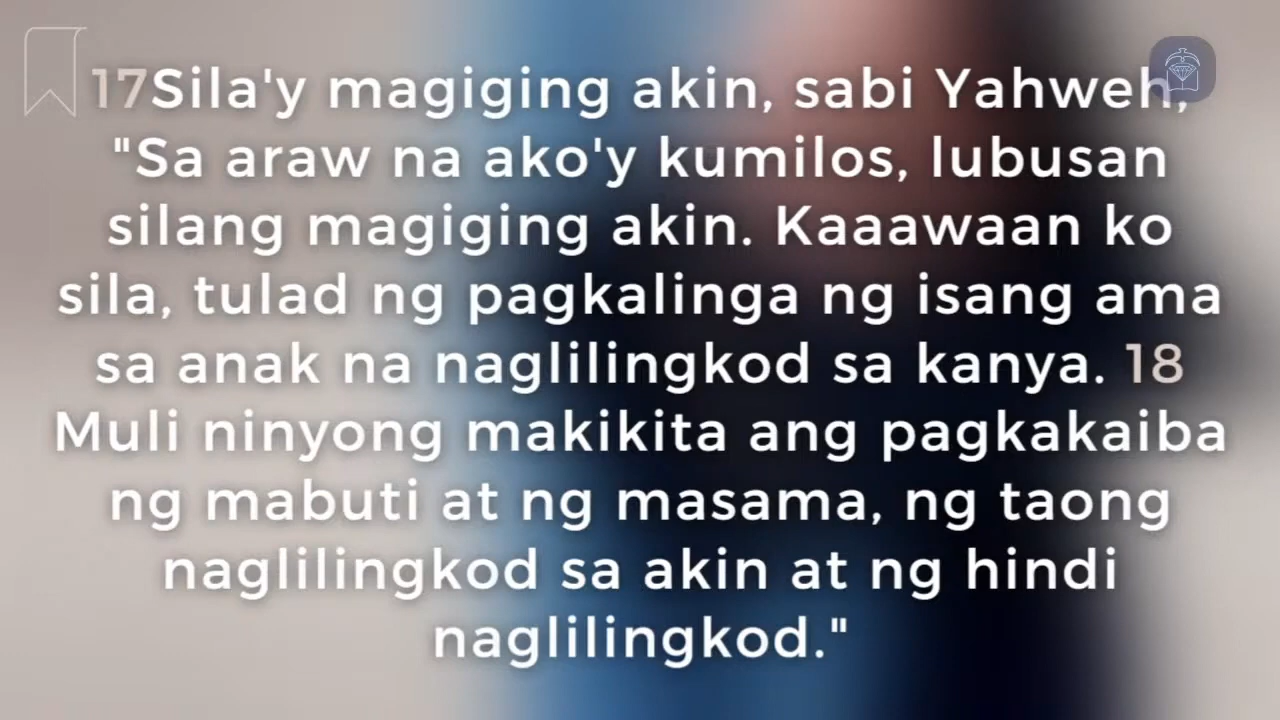 17Sila'y magiging akin, sabi Yahweh,
"Sa araw na ako'y kumilos, lubusan
silang magiging akin. Kaaawaan ko
sila, tulad ng pagkalinga ng isang ama
sa anak na naglilingkod sa kanya. 18
Muli ninyong makikita ang pagkakaiba
ng mabuti at ng masama, ng taong
naglilingkod sa akin at ng hindi
naglilingkod."